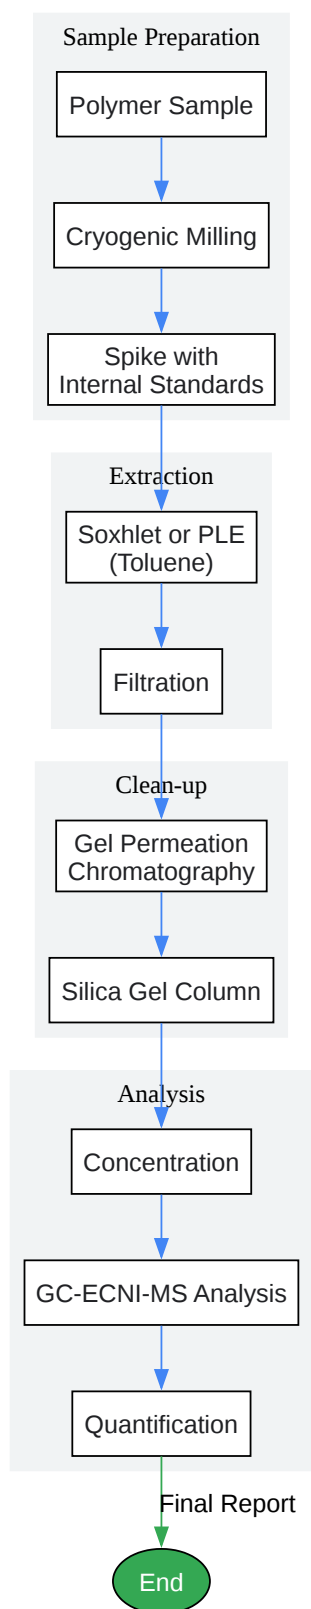 Sample Preparation
Polymer Sample
Cryogenic Milling
Spike with
Internal Standards
Extraction
Soxhlet or PLE
(Toluene)
Filtration
Clean-up
Gel Permeation
Chromatography
Silica Gel Column
Analysis
Concentration
GC-ECNI-MS Analysis
Quantification
Final Report
End